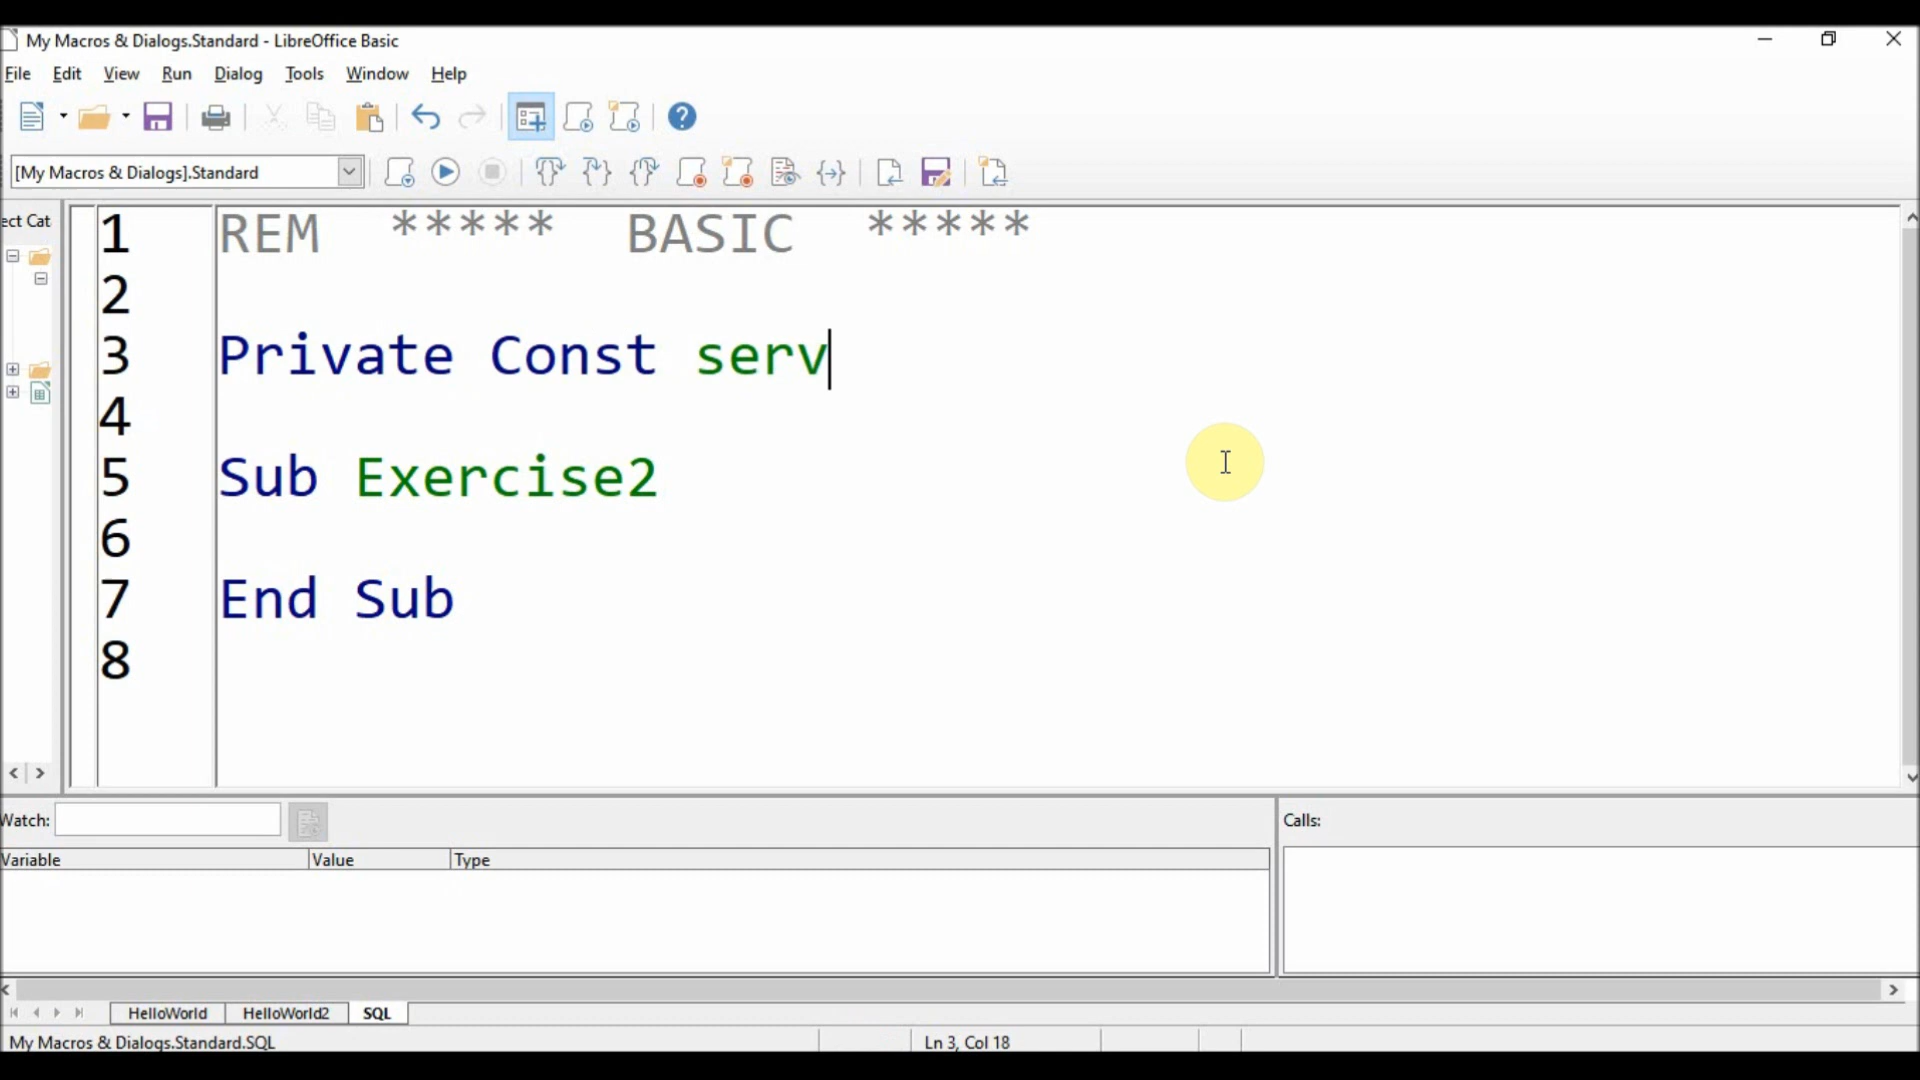 My Macros & Dialogs.Standard - LibreOffice Basic
File Edit View Run Dialog Tools Window Help
[My Macros & Dialogs].Standard
ect Cat
1 REM ***** BASIC *****
2
3 Private Const serv
4
5 Sub Exercise2
6
7 End Sub
8
Watch:
Calls:
Variable Value Type
HelloWorld HelloWorld2 SQL
My Macros & Dialogs.Standard.SQL Ln 3, Col 18